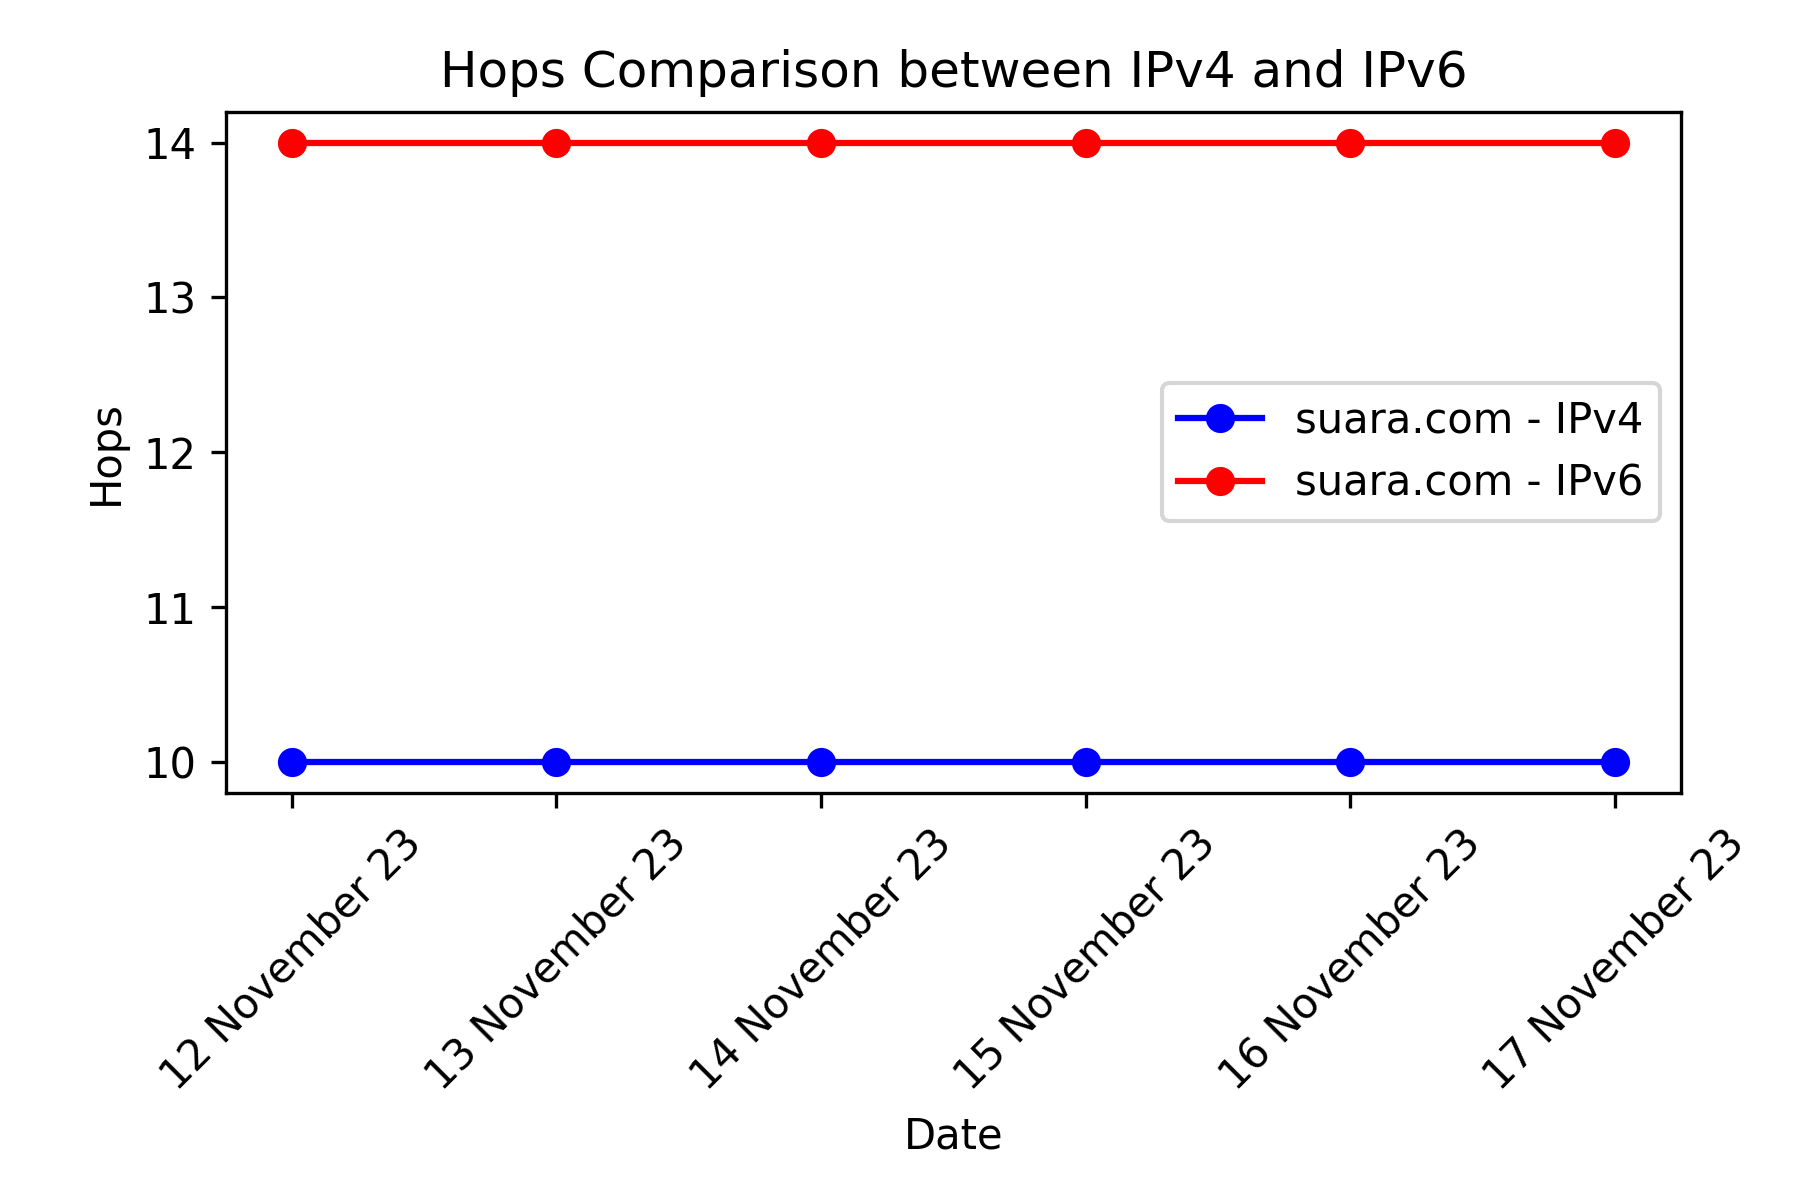 Hops Comparison between IPv4 and IPv6
14
13
12
11
10
Hops
suara.com - IPv4
suara.com - IPv6
12 November 23
13 November 23
14 November 23
15 November 23
16 November 23
17 November 23
Date